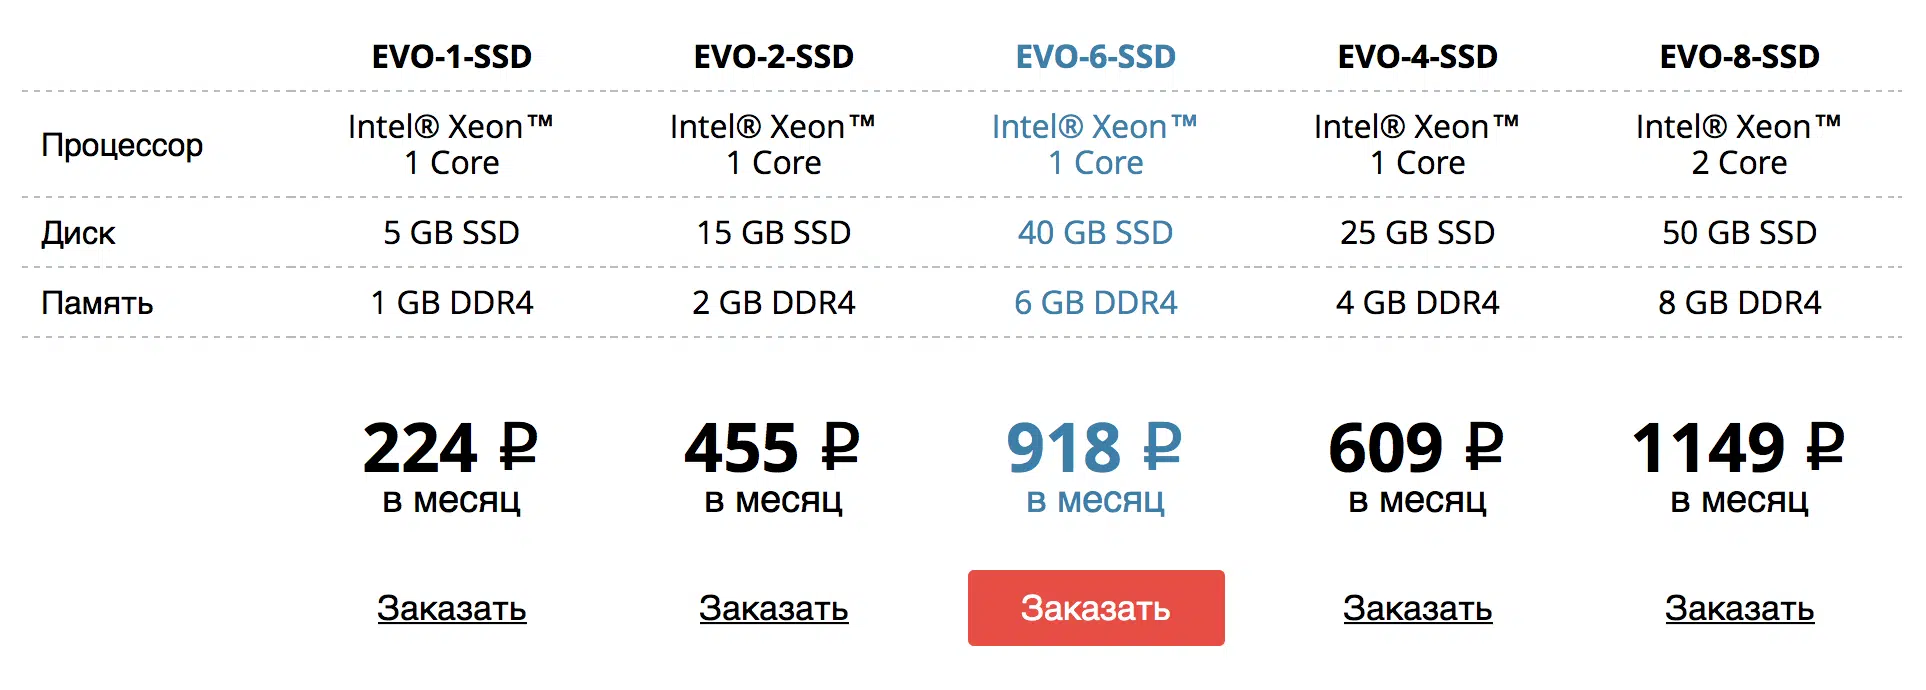 EVO-1-SSD EVO-2-SSD EVO-6-SSD EVO-4-SSD EVO-8-SSD
Процессор Intel® Xeon™ 1 Core Intel® Xeon™ 1 Core Intel® Xeon™ 1 Core Intel® Xeon™ 1 Core Intel® Xeon™ 2 Core
Диск 5 GB SSD 15 GB SSD 40 GB SSD 25 GB SSD 50 GB SSD
Память 1 GB DDR4 2 GB DDR4 6 GB DDR4 4 GB DDR4 8 GB DDR4
224 ₽ 455 ₽ 918 ₽ 609 ₽ 1149 ₽
в месяц в месяц в месяц в месяц в месяц
Заказать Заказать Заказать Заказать Заказать